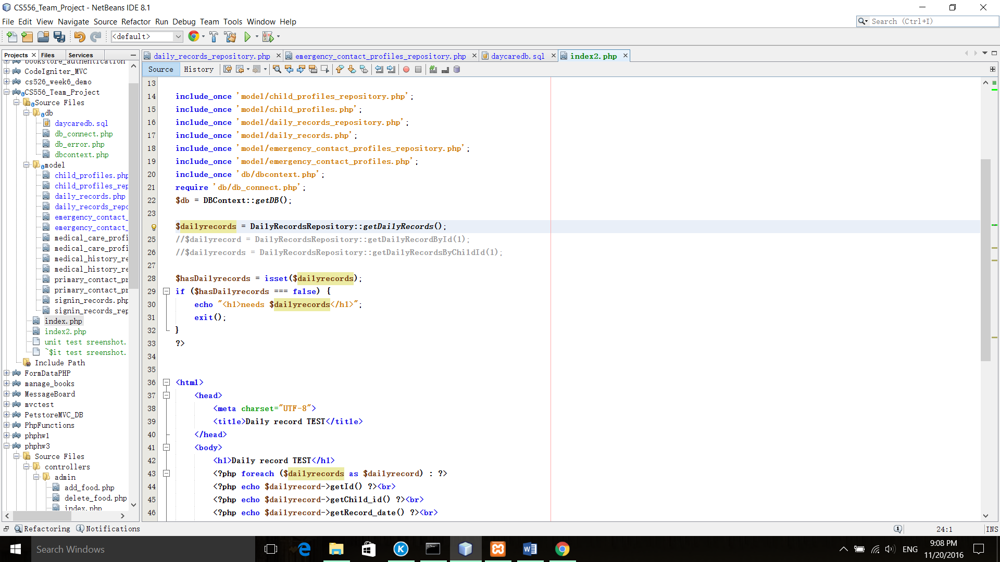 CS556_Team_Project - NetBeans IDE 8.1
File Edit View Navigate Source Refactor Run Debug Team Tools Window Help
Search (Ctrl+I)
<default>
Projects Files Services
daily_records_repository.php emergency_contact_profiles_repository.php daycaredb.sql index2.php
Source History
bookstore_authentication
CodeIgniter_MVC
cs526_week6_demo
CS556_Team_Project
Source Files
db
daycaredb.sql
db_connect.php
db_error.php
dbcontext.php
model
child_profiles.php
child_profiles_rep
daily_records.php
daily_records_repo
emergency_contact_
emergency_contact_
medical_care_profi
medical_care_profi
medical_history_re
medical_history_re
primary_contact_pr
primary_contact_pr
signin_records.php
signin_records_rep
index.php
index2.php
unit test sreenshot.
~$it test sreenshot.
Include Path
FormDataPHP
manage_books
MessageBoard
mvctest
PetstoreMVC_DB
PhpFunctions
phphw1
phphw3
Source Files
controllers
admin
add_food.php
delete_food.php
index.php
13
14 include_once 'model/child_profiles_repository.php';
15 include_once 'model/child_profiles.php';
16 include_once 'model/daily_records_repository.php';
17 include_once 'model/daily_records.php';
18 include_once 'model/emergency_contact_profiles_repository.php';
19 include_once 'model/emergency_contact_profiles.php';
20 include_once 'db/dbcontext.php';
21 require 'db/db_connect.php';
22 $db = DBContext::getDB();
23
$dailyrecords = DailyRecordsRepository::getDailyRecords();
25 //$dailyrecord = DailyRecordsRepository::getDailyRecordById(1);
26 //$dailyrecords = DailyRecordsRepository::getDailyRecordsByChildId(1);
27
28 $hasDailyrecords = isset($dailyrecords);
29 if ($hasDailyrecords === false) {
30 echo "<h1>needs $dailyrecords</h1>";
31 exit();
32 }
33 ?>
34
35
36 <html>
37 <head>
38 <meta charset="UTF-8">
39 <title>Daily record TEST</title>
40 </head>
41 <body>
42 <h1>Daily record TEST</h1>
43 <?php foreach ($dailyrecords as $dailyrecord) : ?>
44 <?php echo $dailyrecord->getId() ?><br>
45 <?php echo $dailyrecord->getChild_id() ?><br>
46 <?php echo $dailyrecord->getRecord_date() ?><br>
Refactoring Notifications
1 24:1 INS
Search Windows
ENG
9:08 PM
11/20/2016